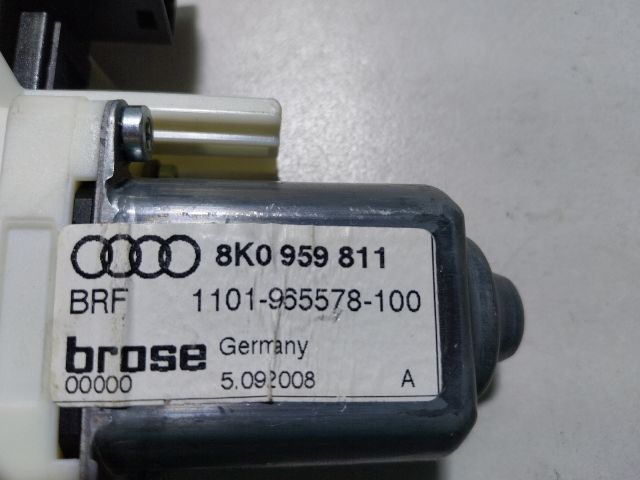 8K0 959 811
BRF 1101-965578-100
brose Germany
00000 5.092008 A